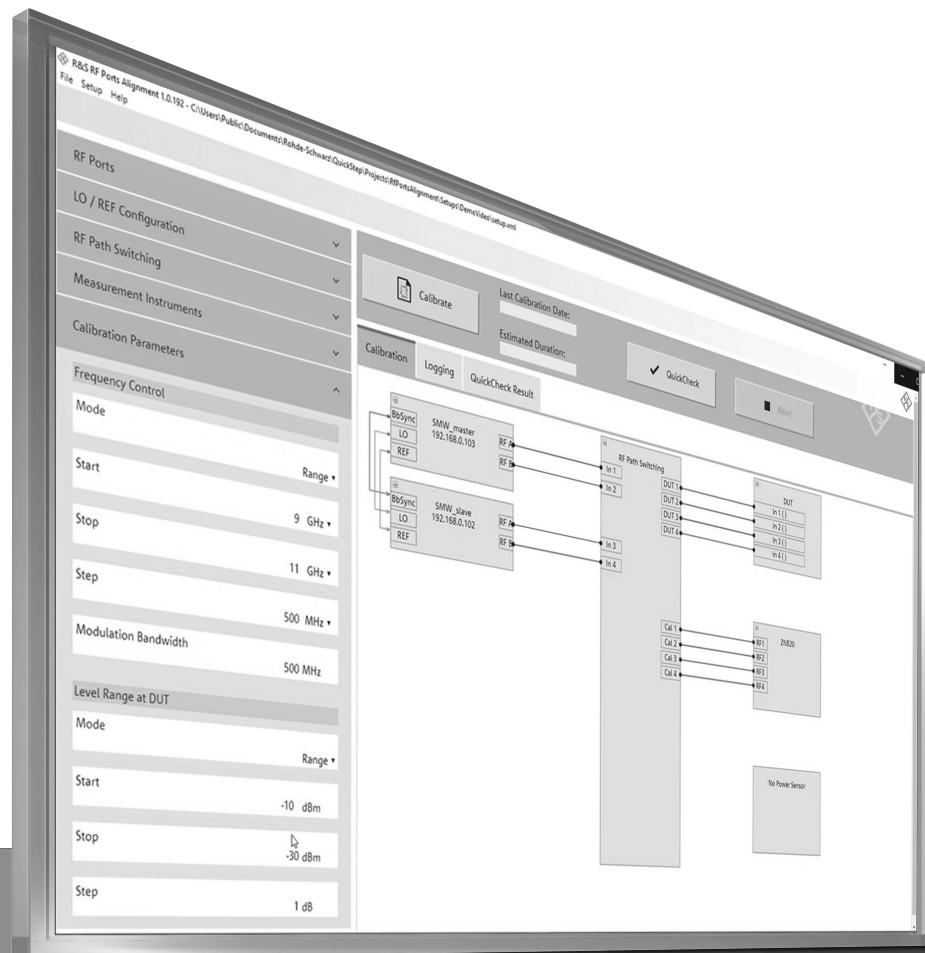 R&S RF Ports Alignment 1.0.192 - C:\Users\Public\Documents\Rohde-Schwarz\QuickStep\Projects\RfPortsAlignment\Setups\DemoVideo\setup.xml
File Setup Help
RF Ports
LO / REF Configuration
RF Path Switching
Measurement Instruments
Calibration Parameters
Frequency Control
Mode
Range
Start
9 GHz
Stop
11 GHz
Step
500 MHz
Modulation Bandwidth
500 MHz
Level Range at DUT
Mode
Range
Start
-10 dBm
Stop
-30 dBm
Step
1 dB
Calibrate
Last Calibration Date:
Estimated Duration:
QuickCheck
Abort
Calibration
Logging
QuickCheck Result
BbSync
LO
REF
SMW_master
192.168.0.103
RF A
RF B
BbSync
LO
REF
SMW_slave
192.168.0.102
RF A
RF B
RF Path Switching
In 1
In 2
In 3
In 4
DUT 1
DUT 2
DUT 3
DUT 4
Cal 1
Cal 2
Cal 3
Cal 4
DUT
In 1 ( )
In 2 ( )
In 3 ( )
In 4 ( )
ZNB20
RF1
RF2
RF3
RF4
No Power Sensor